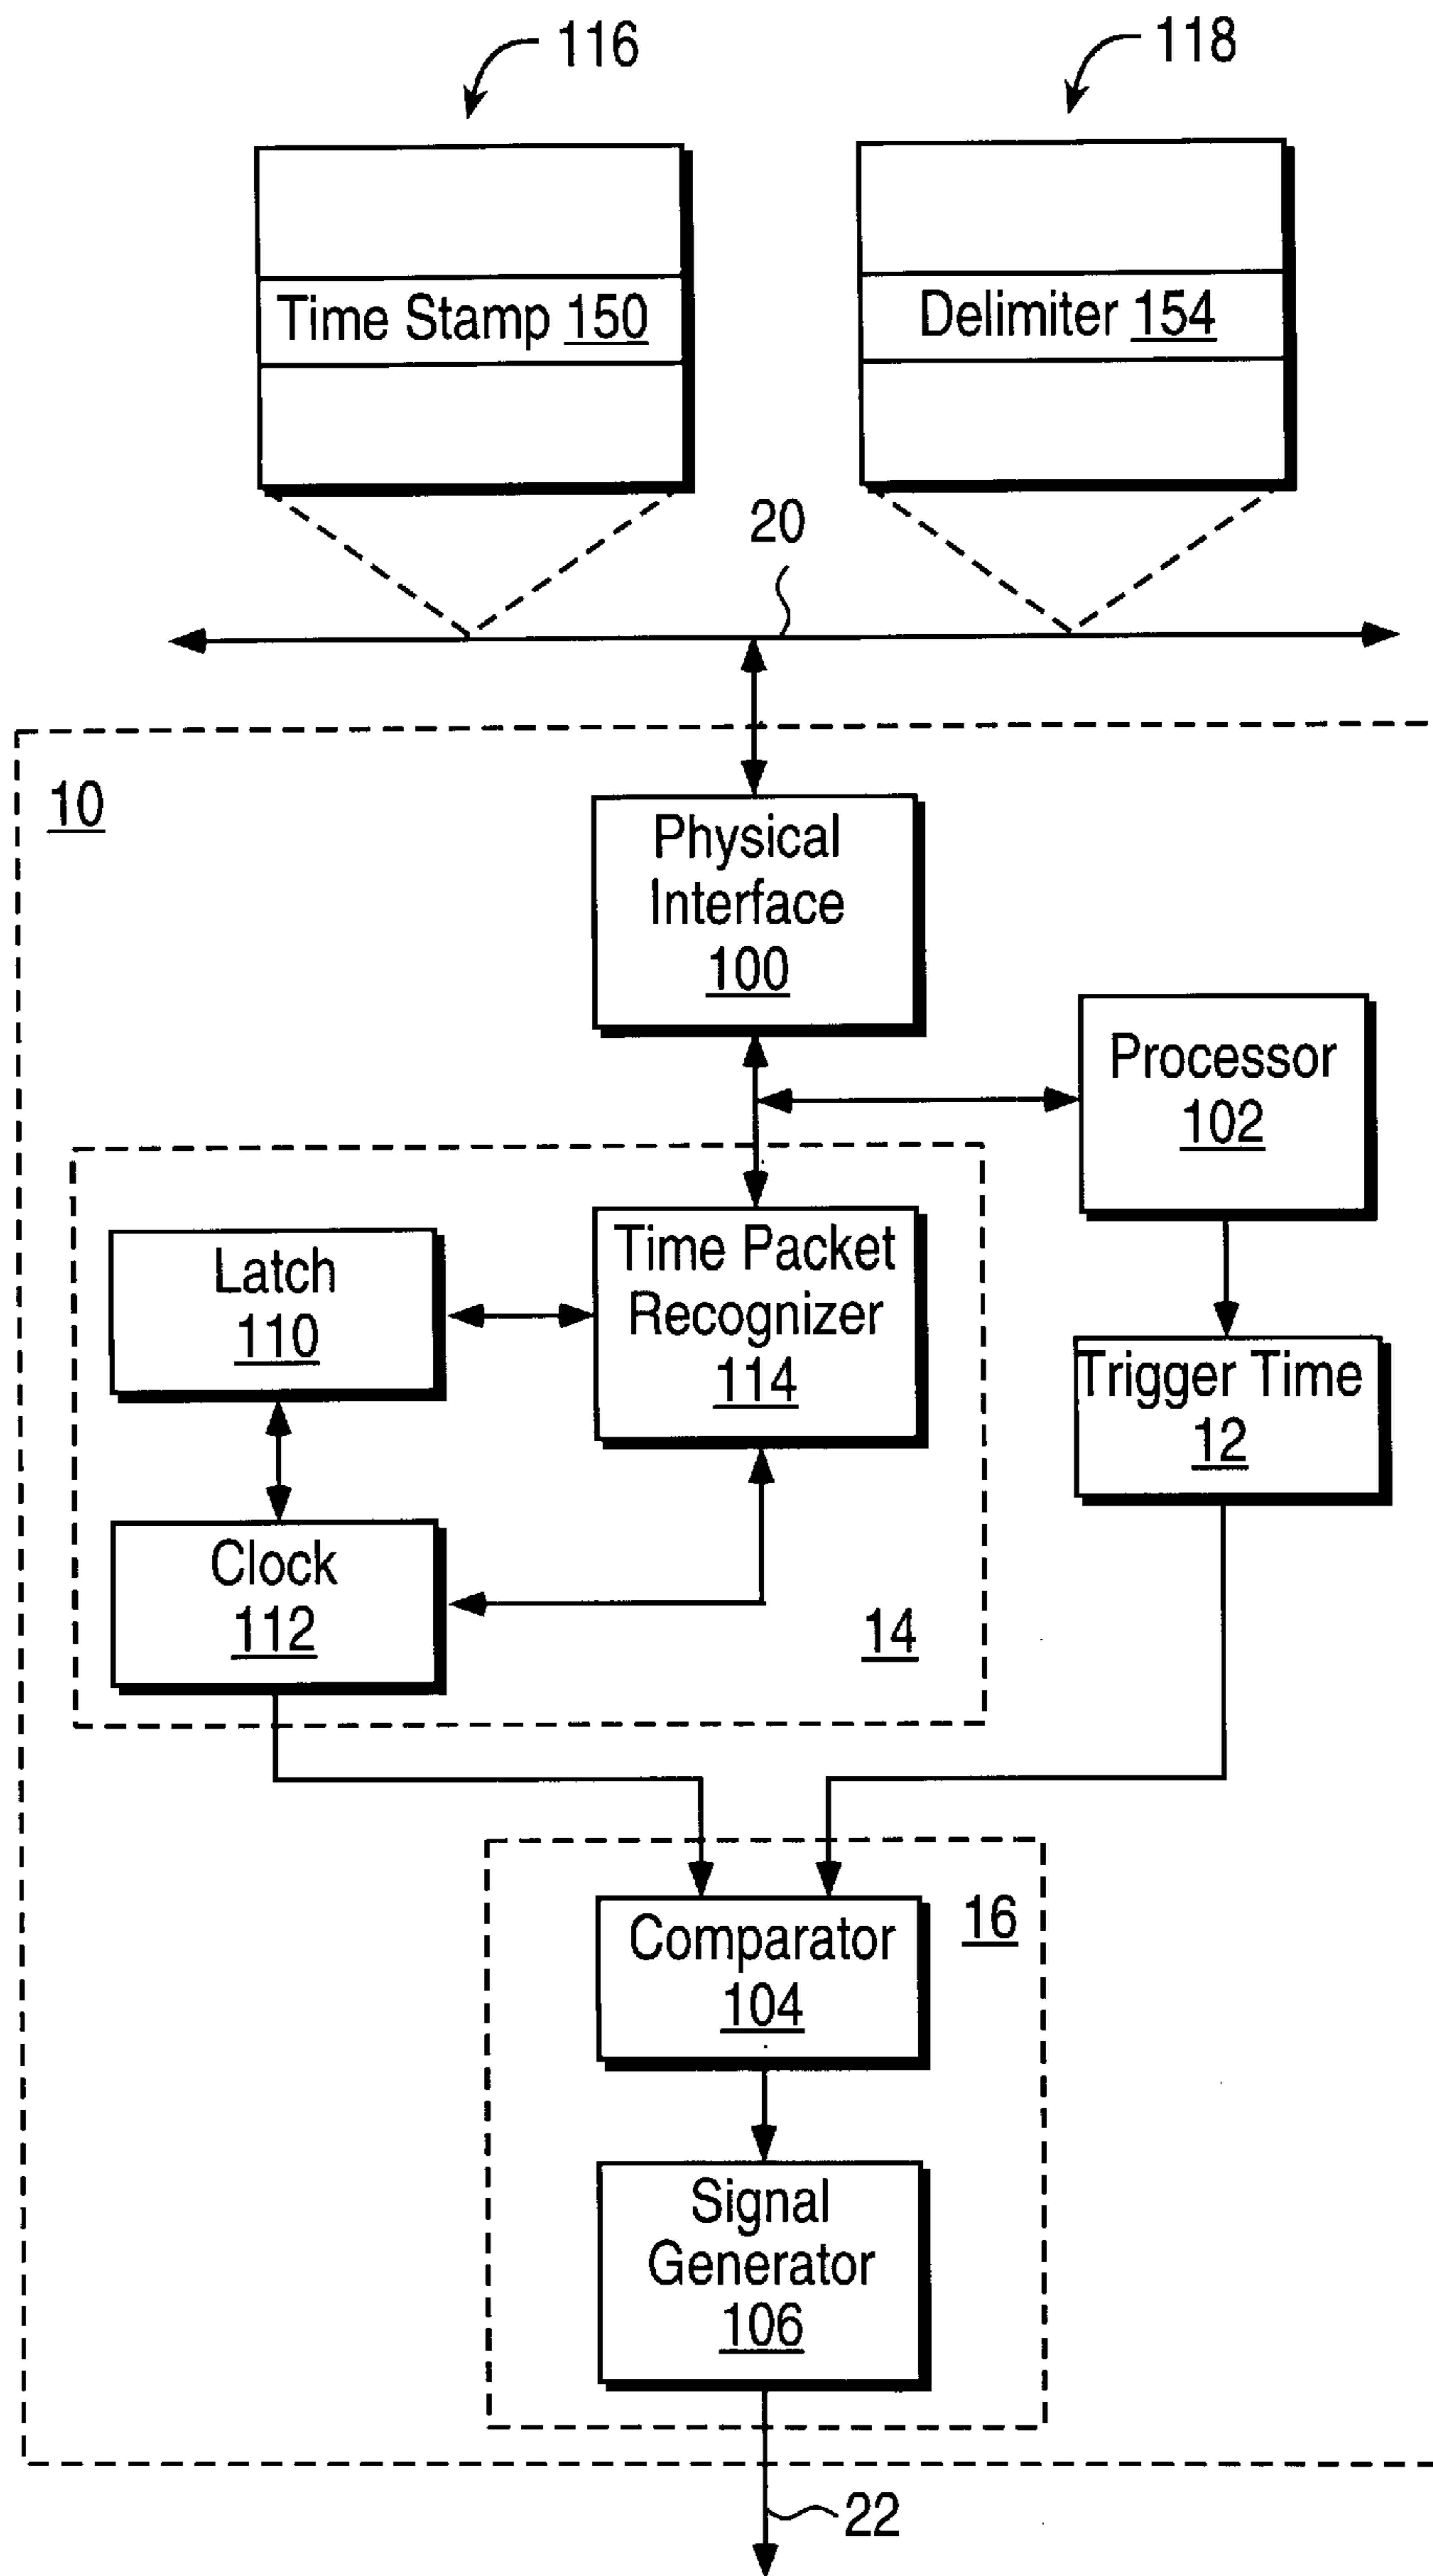 116
118
Time Stamp 150
Delimiter 154
20
10
Physical
Interface
100
Processor
102
Latch
110
Time Packet
Recognizer
114
Trigger Time
12
Clock
112
14
Comparator
104
16
Signal
Generator
106
22